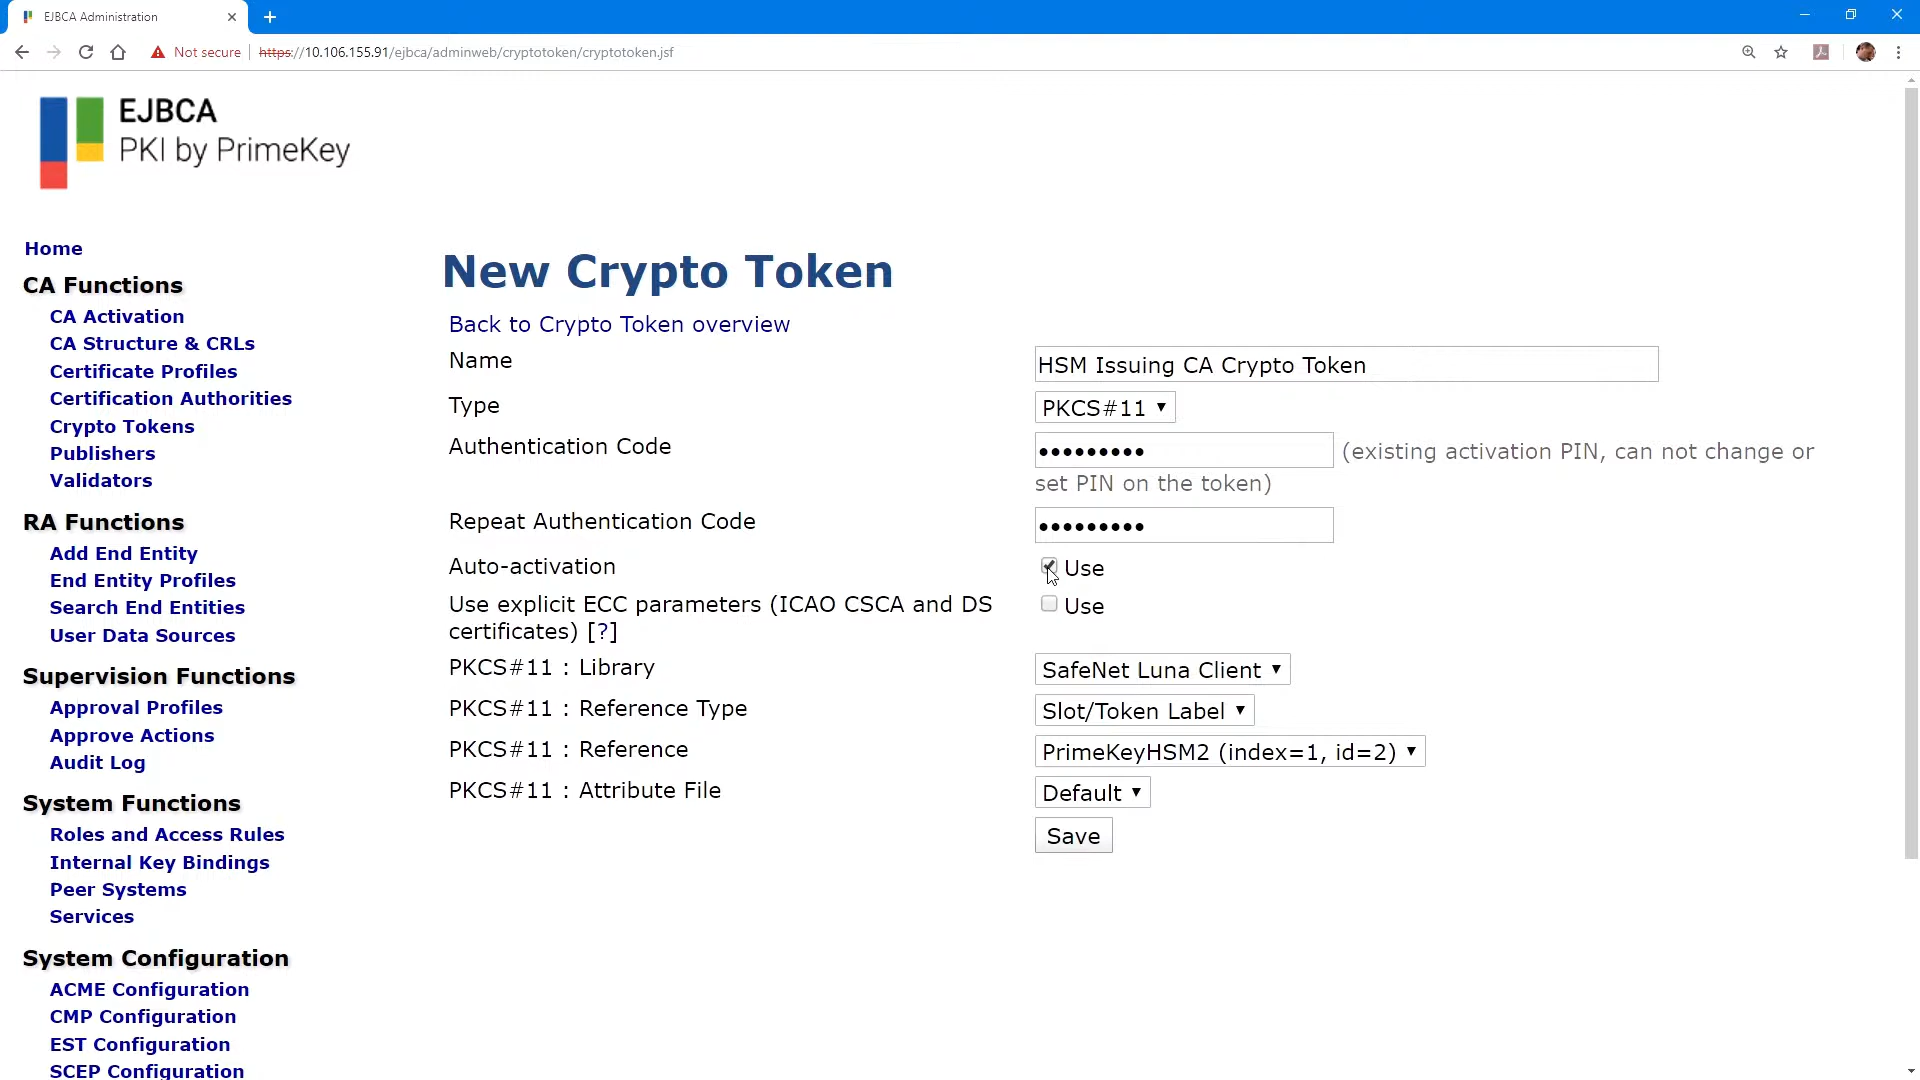 EJBCA Administration
Not secure https://10.106.155.91/ejbca/adminweb/cryptotoken/cryptotoken.jsf
EJBCA
PKI by PrimeKey
Home
CA Functions
CA Activation
CA Structure & CRLs
Certificate Profiles
Certification Authorities
Crypto Tokens
Publishers
Validators
RA Functions
Add End Entity
End Entity Profiles
Search End Entities
User Data Sources
Supervision Functions
Approval Profiles
Approve Actions
Audit Log
System Functions
Roles and Access Rules
Internal Key Bindings
Peer Systems
Services
System Configuration
ACME Configuration
CMP Configuration
EST Configuration
SCEP Configuration
New Crypto Token
Back to Crypto Token overview
Name HSM Issuing CA Crypto Token
Type PKCS#11
Authentication Code ••••••••• (existing activation PIN, can not change or
set PIN on the token)
Repeat Authentication Code •••••••••
Auto-activation Use
Use explicit ECC parameters (ICAO CSCA and DS Use
certificates) [?]
PKCS#11 : Library SafeNet Luna Client
PKCS#11 : Reference Type Slot/Token Label
PKCS#11 : Reference PrimeKeyHSM2 (index=1, id=2)
PKCS#11 : Attribute File Default
Save